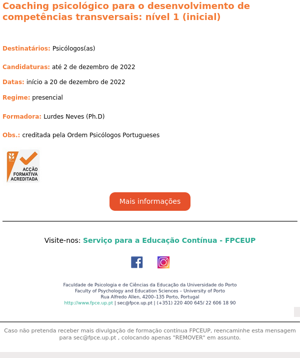 Coaching psicológico para o desenvolvimento de
competências transversais: nível 1 (inicial)
Destinatários: Psicólogos(as)
Candidaturas: até 2 de dezembro de 2022
Datas: início a 20 de dezembro de 2022
Regime: presencial
Formadora: Lurdes Neves (Ph.D)
Obs.: creditada pela Ordem Psicólogos Portugueses
ACÇÃO
FORMATIVA
ACREDITADA
Mais informações
Visite-nos: Serviço para a Educação Contínua - FPCEUP
Faculdade de Psicologia e de Ciências da Educação da Universidade do Porto
Faculty of Psychology and Education Sciences – University of Porto
Rua Alfredo Allen, 4200–135 Porto, Portugal
http://www.fpce.up.pt | sec@fpce.up.pt | (+351) 220 400 645/ 22 606 18 90
Caso não pretenda receber mais divulgação de formação contínua FPCEUP, reencaminhe esta mensagem
para sec@fpce.up.pt , colocando apenas "REMOVER" em assunto.